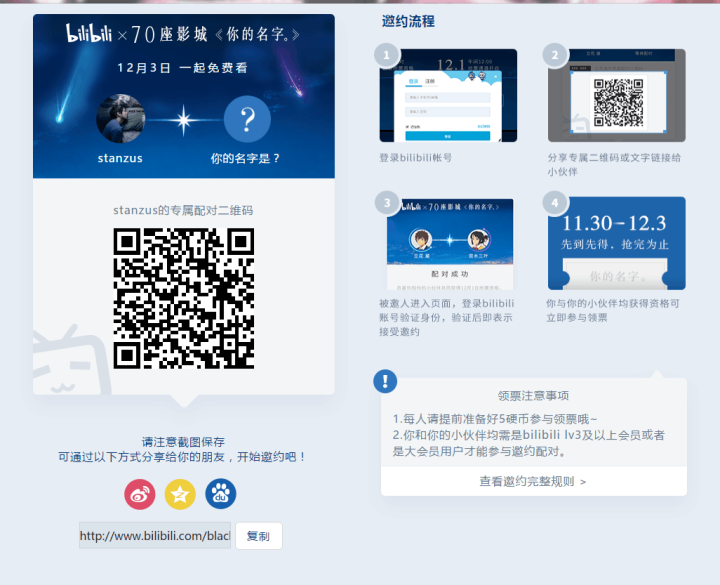 bilibili × 70座影城《你的名字。》
12月3日 一起免费看
?
stanzus
你的名字是？
stanzus的专属配对二维码
请注意截图保存
可通过以下方式分享给你的朋友，开始邀约吧！
du
http://www.bilibili.com/blac
复制
邀约流程
1
12.1
登录bilibili帐号
2
分享专属二维码或文字链接给
小伙伴
3
bilibili × 70座影城《你的名字。》
配对成功
被邀人进入页面，登录bilibili
账号验证身份，验证后即表示
接受邀约
4
11.30-12.3
先到先得，抢完为止
你的名字。
你与你的小伙伴均获得资格可
立即参与领票
!
领票注意事项
1.每人请提前准备好5硬币参与领票哦~
2.你和你的小伙伴均需是bilibili lv3及以上会员或者
是大会员用户才能参与邀约配对。
查看邀约完整规则 >